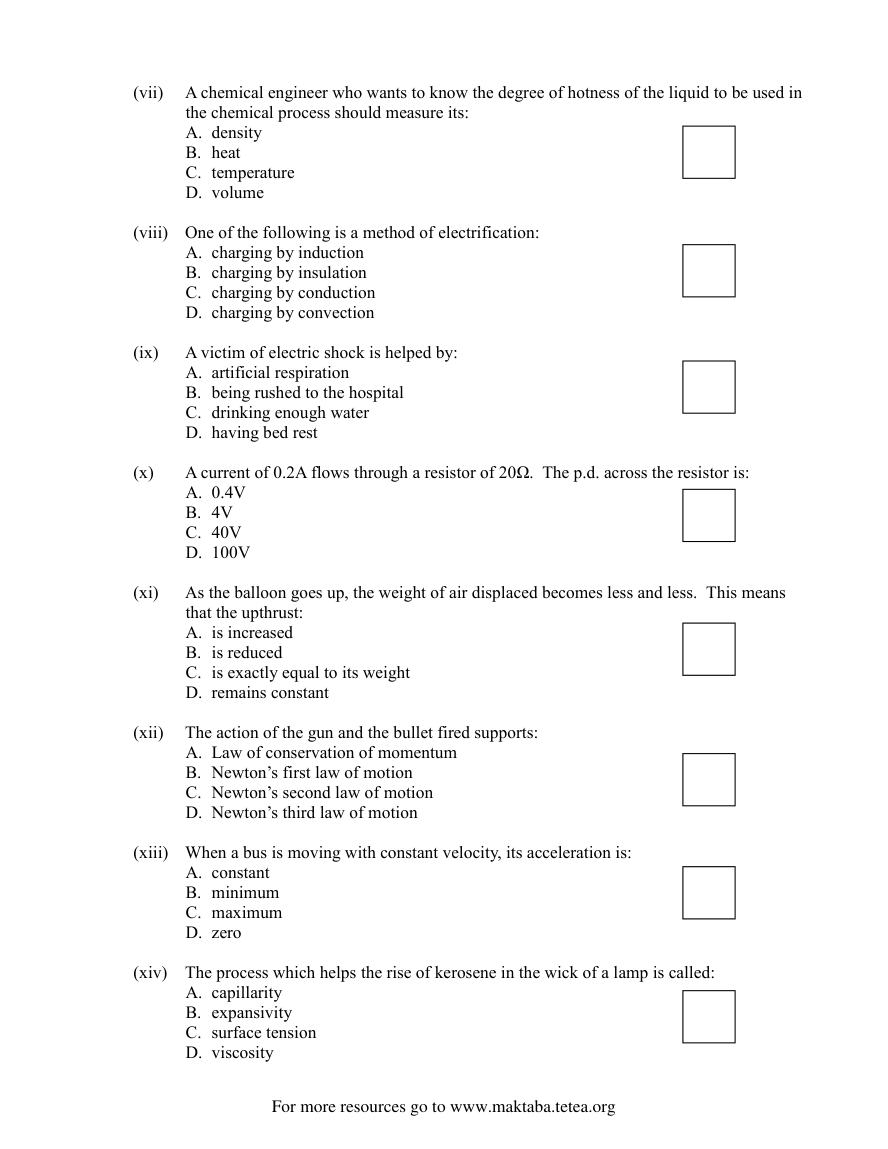 (vii) A chemical engineer who wants to know the degree of hotness of the liquid to be used in
the chemical process should measure its:
A. density
B. heat
C. temperature
D. volume
(viii) One of the following is a method of electrification:
A. charging by induction
B. charging by insulation
C. charging by conduction
D. charging by convection
(ix) A victim of electric shock is helped by:
A. artificial respiration
B. being rushed to the hospital
C. drinking enough water
D. having bed rest
(x) A current of 0.2A flows through a resistor of 20Ω. The p.d. across the resistor is:
A. 0.4V
B. 4V
C. 40V
D. 100V
(xi) As the balloon goes up, the weight of air displaced becomes less and less. This means
that the upthrust:
A. is increased
B. is reduced
C. is exactly equal to its weight
D. remains constant
(xii) The action of the gun and the bullet fired supports:
A. Law of conservation of momentum
B. Newton’s first law of motion
C. Newton’s second law of motion
D. Newton’s third law of motion
(xiii) When a bus is moving with constant velocity, its acceleration is:
A. constant
B. minimum
C. maximum
D. zero
(xiv) The process which helps the rise of kerosene in the wick of a lamp is called:
A. capillarity
B. expansivity
C. surface tension
D. viscosity
For more resources go to www.maktaba.tetea.org